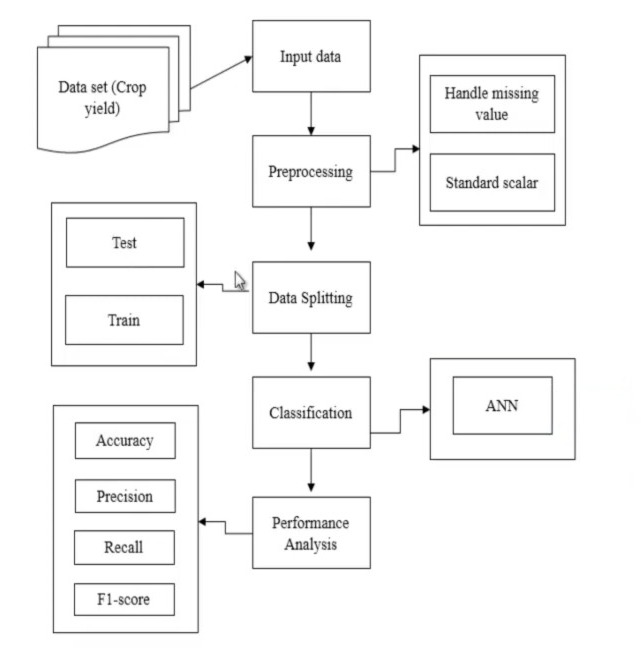 Data set (Crop
yield)
Input data
Preprocessing
Handle missing
value
Standard scalar
Data Splitting
Test
Train
Classification
ANN
Performance
Analysis
Accuracy
Precision
Recall
F1-score